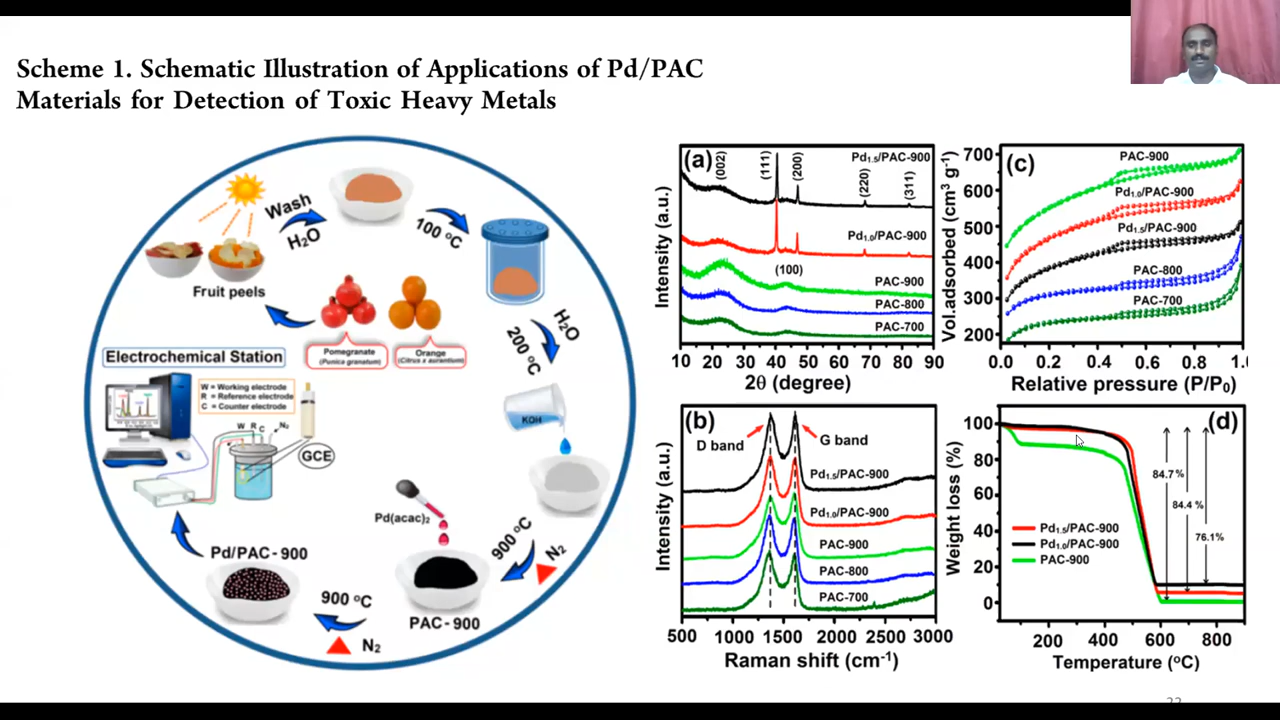 Scheme 1. Schematic Illustration of Applications of Pd/PAC
Materials for Detection of Toxic Heavy Metals
Wash
H₂O
100 ºC
Fruit peels
Pomegranate
(Punica granatum)
Orange
(Citrus x aurantium)
H₂O
200 ºC
KOH
Electrochemical Station
W = Working electrode
R = Reference electrode
C = Counter electrode
W R C
N₂
GCE
Pd(acac)₂
900 ºC
N₂
PAC-900
900 ºC
N₂
Pd/PAC-900
(a)
(002)
(111)
(200)
(220)
(311)
Pd₁.₅/PAC-900
Pd₁.₀/PAC-900
(100)
PAC-900
PAC-800
PAC-700
Intensity (a.u.)
10 20 30 40 50 60 70 80 90
2θ (degree)
(c)
PAC-900
Pd₁.₀/PAC-900
Pd₁.₅/PAC-900
PAC-800
PAC-700
Vol.adsorbed (cm³ g⁻¹)
700
600
500
400
300
200
0.0 0.2 0.4 0.6 0.8 1.0
Relative pressure (P/P₀)
(b)
D band
G band
Pd₁.₅/PAC-900
Pd₁.₀/PAC-900
PAC-900
PAC-800
PAC-700
Intensity (a.u.)
500 1000 1500 2000 2500 3000
Raman shift (cm⁻¹)
(d)
84.7%
84.4 %
76.1%
Pd₁.₅/PAC-900
Pd₁.₀/PAC-900
PAC-900
Weight loss (%)
100
80
60
40
20
0
200 400 600 800
Temperature (ºC)